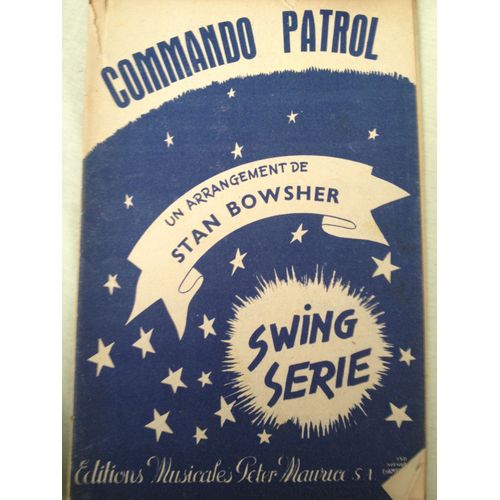 COMMANDO PATROL
UN ARRANGEMENT DE
STAN BOWSHER
SWING
SERIE
Editions Musicales Peter Maurice S.A.